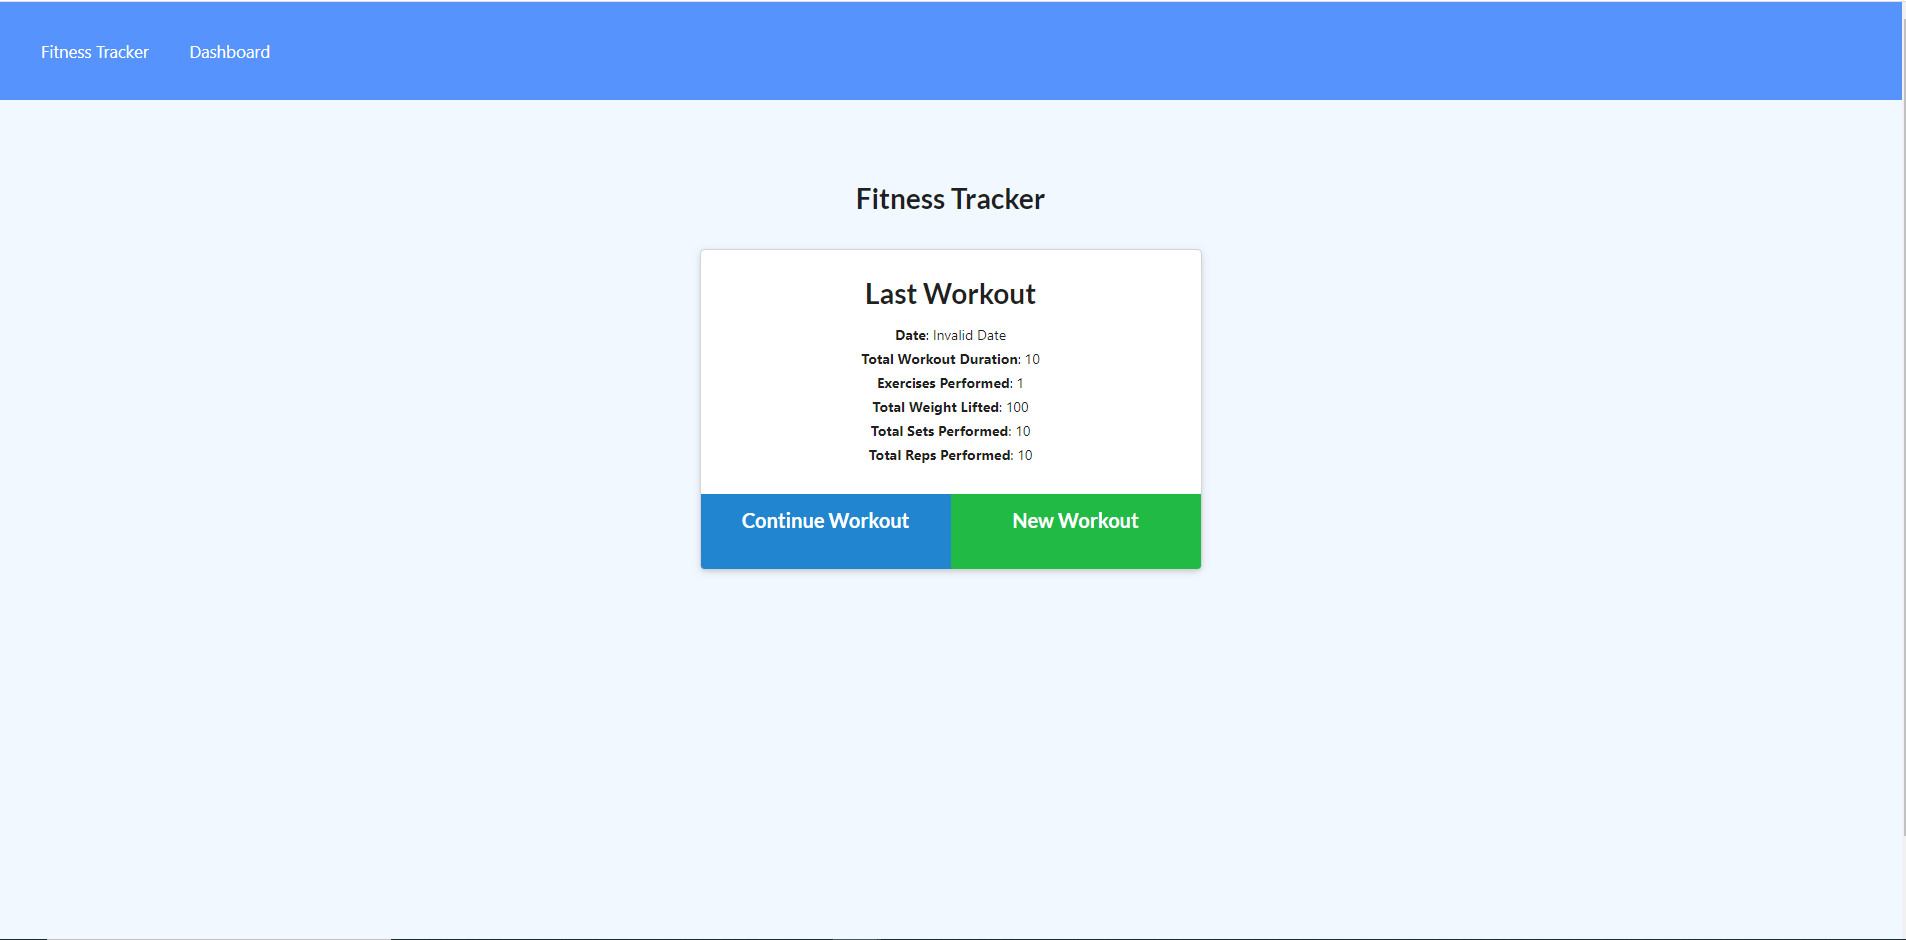 Fitness Tracker Dashboard
Fitness Tracker
Last Workout
Date: Invalid Date
Total Workout Duration: 10
Exercises Performed: 1
Total Weight Lifted: 100
Total Sets Performed: 10
Total Reps Performed: 10
Continue Workout New Workout